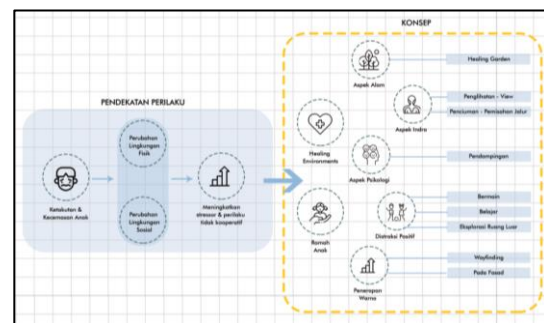 KONSEP
PENDEKATAN PERILAKU
Ketakutan &
Kecemasan Anak
Perubahan
Lingkungan
Fisik
Perubahan
Lingkungan
Sosial
Meningkatkan
stressor & perilaku
tidak kooperatif
Healing
Environments
Ramah
Anak
Aspek Alam
Healing Garden
Aspek Indra
Penglihatan - View
Penciuman - Pemisahan Jalur
Aspek Psikologi
Pendampingan
Distraksi Positif
Bermain
Belajar
Eksplorasi Ruang Luar
Penerapan
Warna
Wayfinding
Pada Fasad